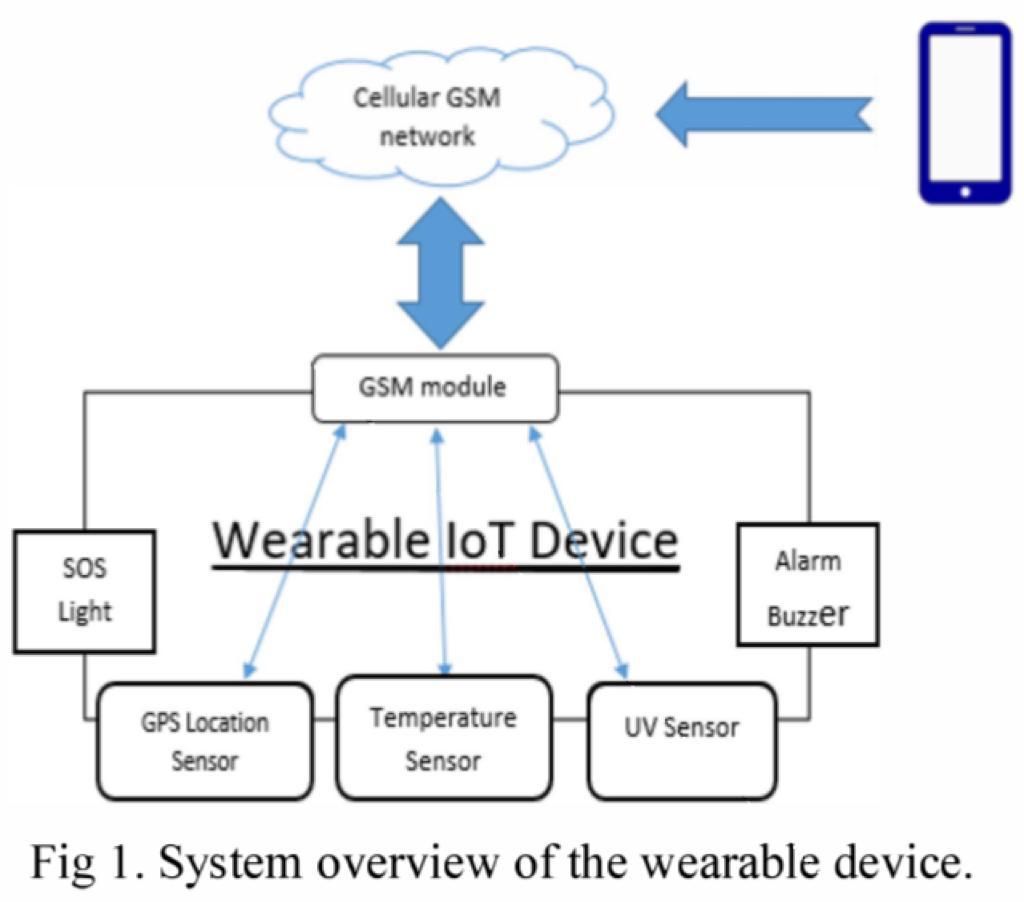 Cellular GSM
network
GSM module
Wearable IoT Device
SOS
Light
Alarm
Buzzer
GPS Location
Sensor
Temperature
Sensor
UV Sensor
Fig 1. System overview of the wearable device.